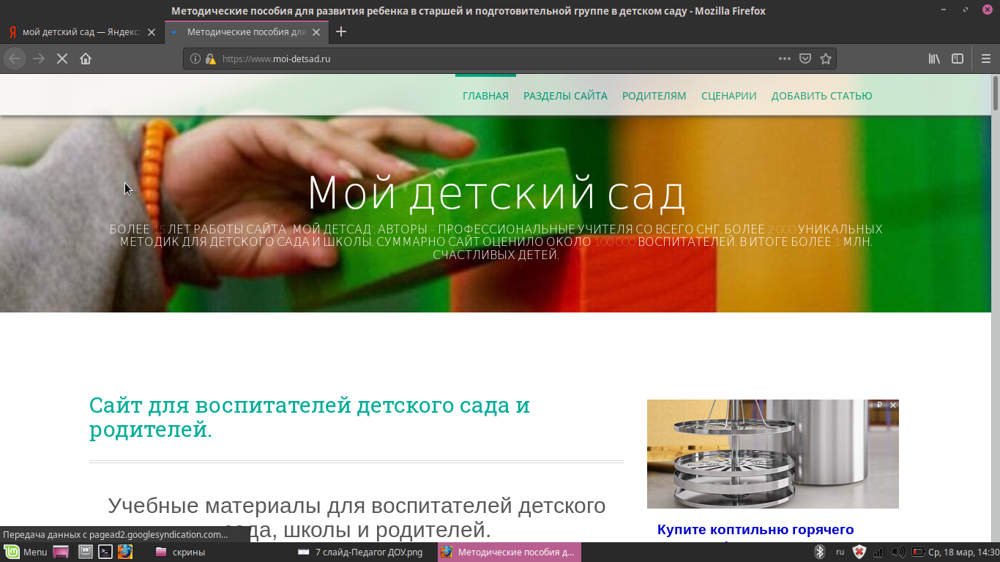 Методические пособия для развития ребенка в старшей и подготовительной группе в детском саду - Mozilla Firefox
мой детский сад — Яндекс:
Методические пособия для
https://www.moi-detsad.ru
ГЛАВНАЯ РАЗДЕЛЫ САЙТА РОДИТЕЛЯМ СЦЕНАРИИ ДОБАВИТЬ СТАТЬЮ
Мой детский сад
БОЛЕЕ 15 ЛЕТ РАБОТЫ САЙТА "МОЙ ДЕТСАД". АВТОРЫ - ПРОФЕССИОНАЛЬНЫЕ УЧИТЕЛЯ СО ВСЕГО СНГ. БОЛЕЕ 2 000 УНИКАЛЬНЫХ
МЕТОДИК ДЛЯ ДЕТСКОГО САДА И ШКОЛЫ. СУММАРНО САЙТ ОЦЕНИЛО ОКОЛО 100 000 ВОСПИТАТЕЛЕЙ. В ИТОГЕ БОЛЕЕ 1 МЛН.
СЧАСТЛИВЫХ ДЕТЕЙ.
Сайт для воспитателей детского сада и
родителей.
Учебные материалы для воспитателей детского
сада, школы и родителей.
₽
Купите коптильню горячего
Передача данных с pagead2.googlesyndication.com...
Menu скрины 7 слайд-Педагог ДОУ.png Методические пособия д... ru Ср, 18 мар, 14:30